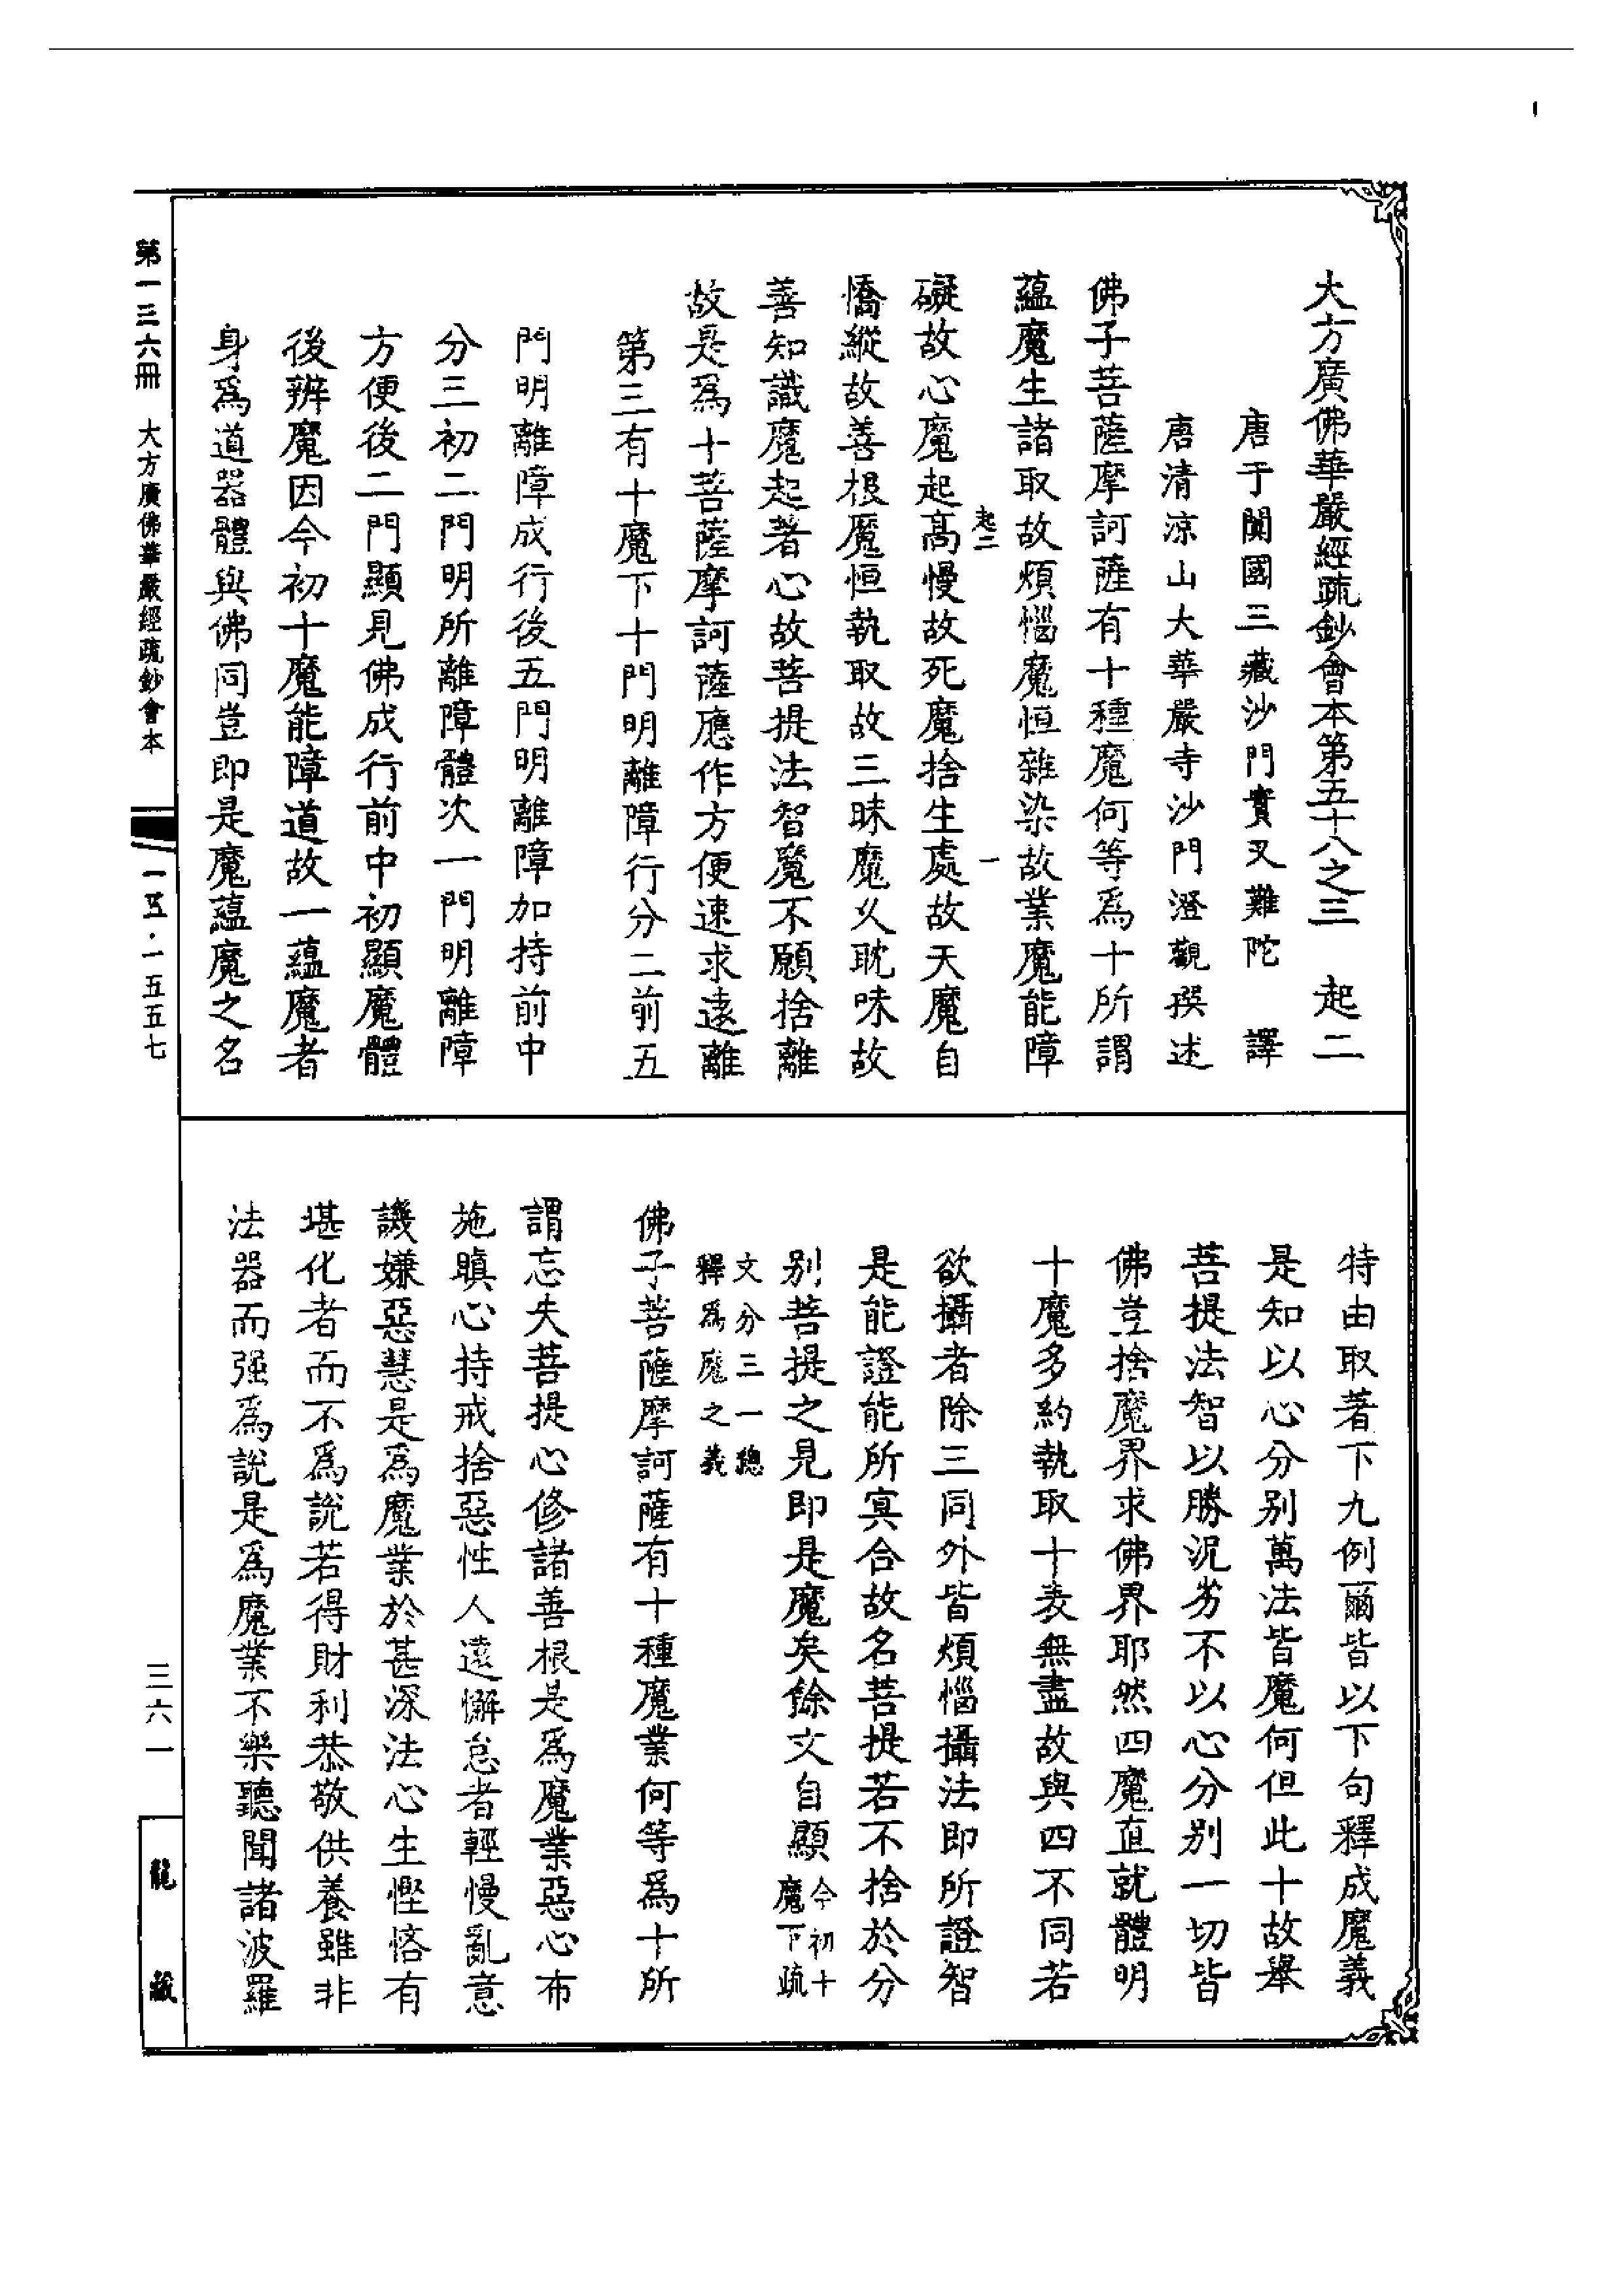 大方廣佛華嚴經疏鈔會本第五十八之三　起二
唐于闐國三藏沙門實叉難陀　譯
唐清涼山大華嚴寺沙門澄觀撰述
佛子菩薩摩訶薩有十種魔何等爲十所謂
蘊魔生諸取故煩惱魔恒雜染故業魔能障
起二　一
礙故心魔起高慢故死魔捨生處故天魔自
憍縱故善根魔恒執取故三昧魔久耽味故
善知識魔起著心故菩提法智魔不願捨離
故是爲十菩薩摩訶薩應作方便速求遠離
第三有十魔下十門明離障行分二前五
門明離障成行後五門明離障加持前中
分三初二門明所離障體次一門明離障
方便後二門顯見佛成行前中初顯魔體
後辨魔因今初十魔能障道故一蘊魔者
身爲道器體與佛同豈即是魔蘊魔之名
特由取著下九例爾皆以下句釋成魔義
是知以心分別萬法皆魔何但此十故舉
菩提法智以勝況劣不以心分別一切皆
佛豈捨魔界求佛界耶然四魔直就體明
十魔多約執取十表無盡故與四不同若
欲攝者除三同外皆煩惱攝法即所證智
是能證能所冥合故名菩提若不捨於分
別菩提之見即是魔矣餘文自顯今初十
魔下疏
文分三一總
釋爲魔之義
佛子菩薩摩訶薩有十種魔業何等爲十所
謂忘失菩提心修諸善根是爲魔業惡心布
施瞋心持戒捨惡性人遠懈怠者輕慢亂意
譏嫌惡慧是爲魔業於甚深法心生慳悋有
堪化者而不爲說若得財利恭敬供養雖非
法器而强爲說是爲魔業不樂聽聞諸波羅
第一三六冊　大方廣佛華嚴經疏鈔會本
一五·一五五七
三六一
龍藏